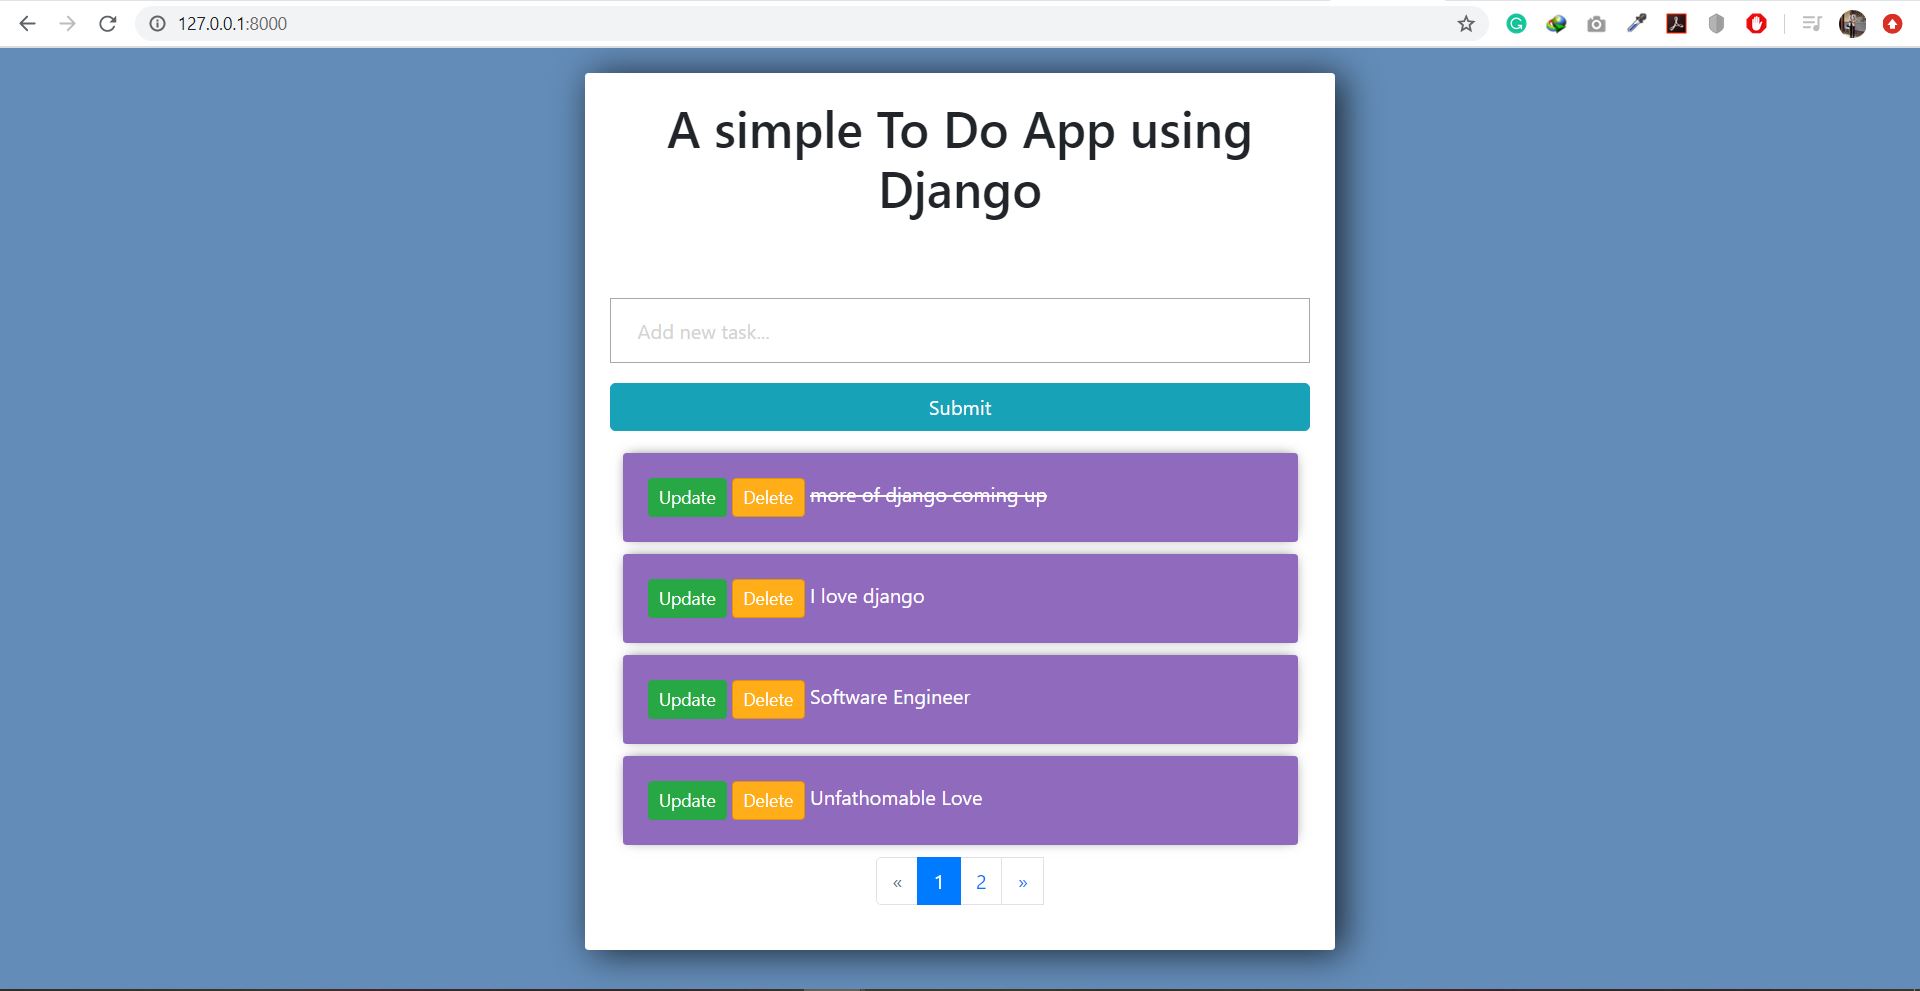 127.0.0.1:8000
A simple To Do App using
Django
Add new task...
Submit
Update Delete more of django coming up
Update Delete I love django
Update Delete Software Engineer
Update Delete Unfathomable Love
« 1 2 »